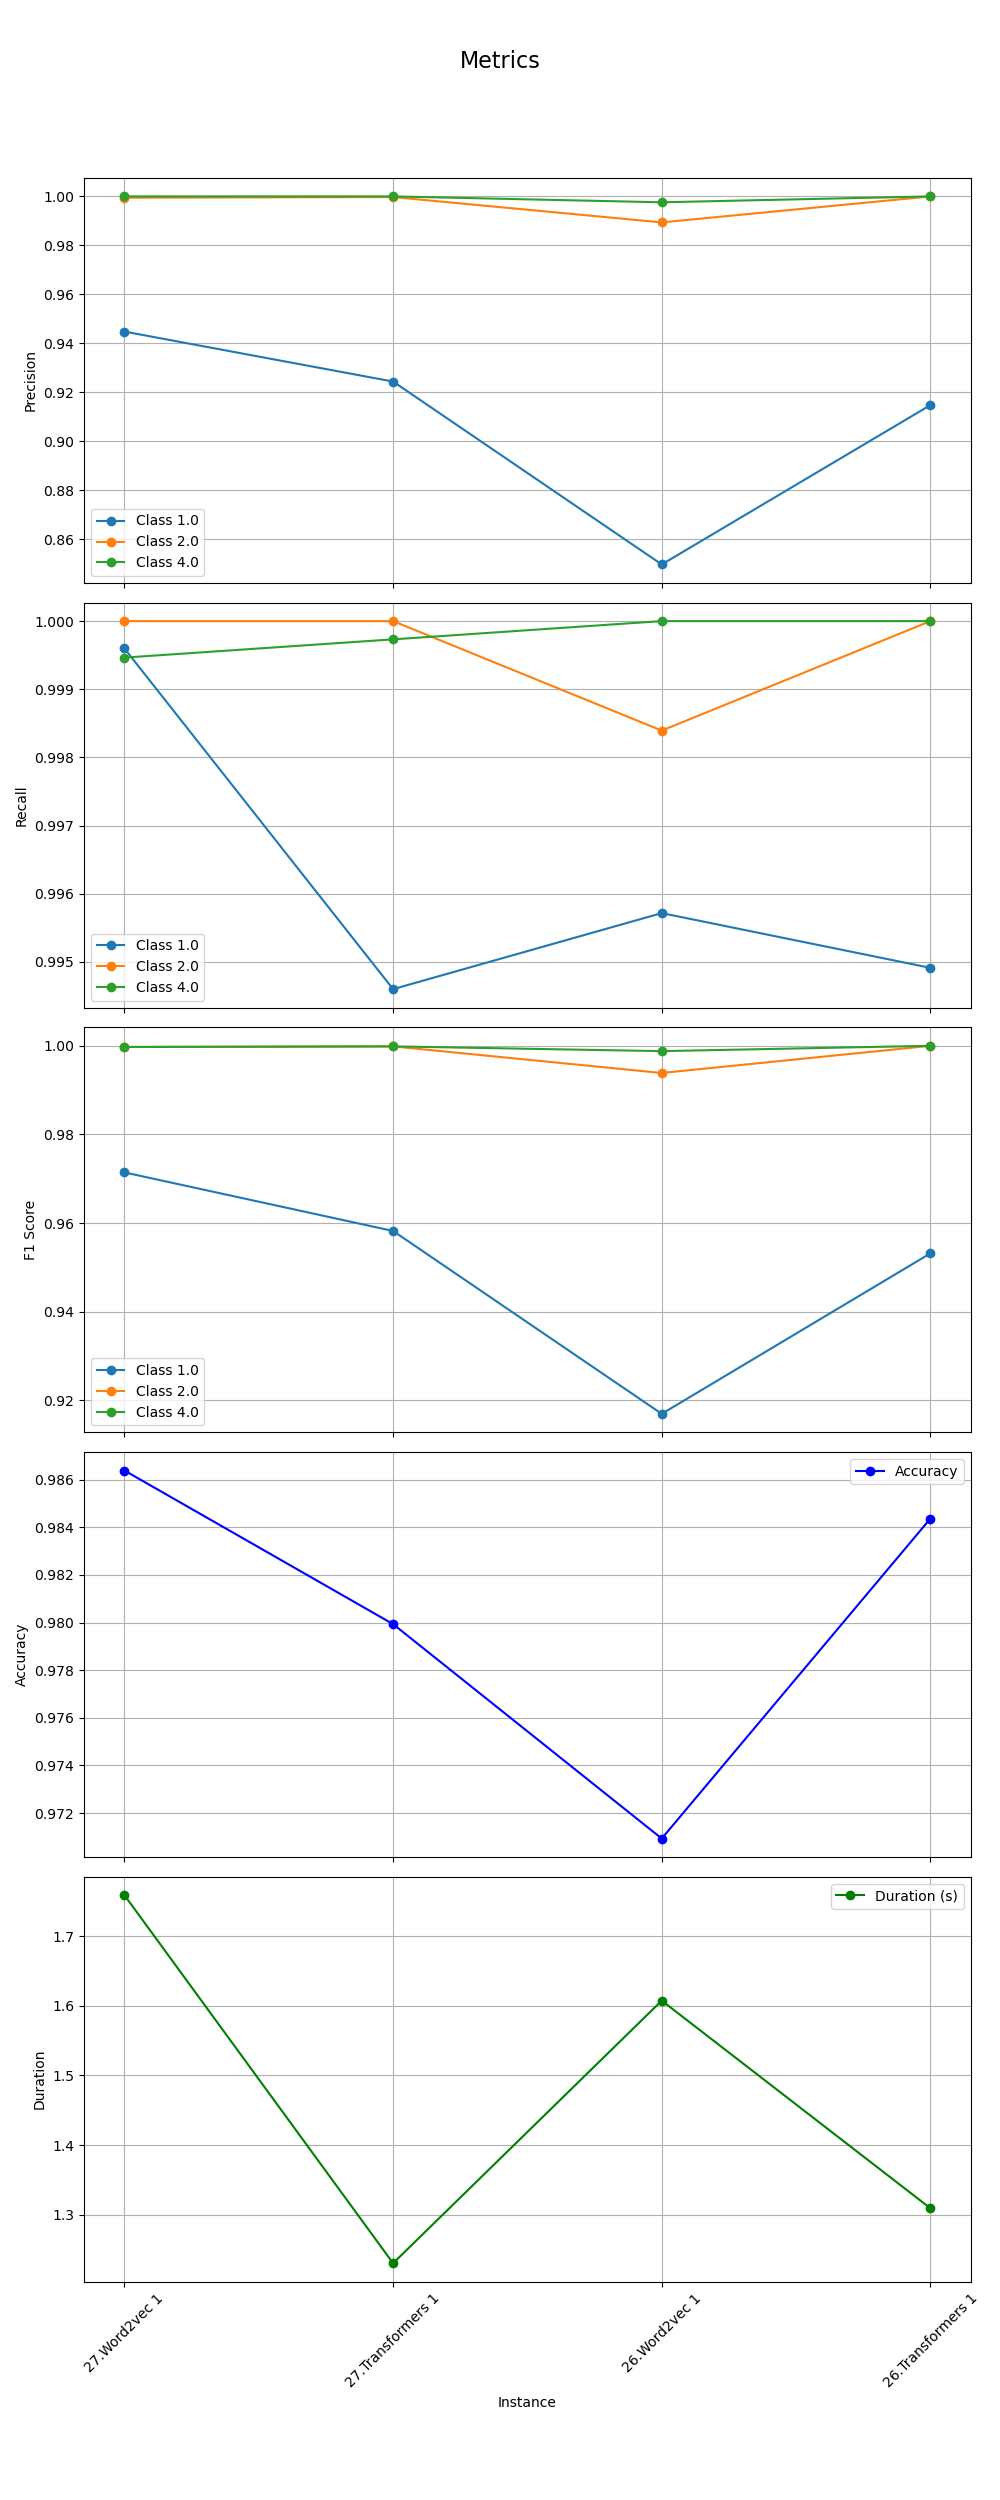 Metrics
1.00
0.98
0.96
0.94
0.92
0.90
0.88
0.86
Precision
Class 1.0
Class 2.0
Class 4.0
1.000
0.999
0.998
0.997
0.996
0.995
Recall
Class 1.0
Class 2.0
Class 4.0
1.00
0.98
0.96
0.94
0.92
F1 Score
Class 1.0
Class 2.0
Class 4.0
0.986
0.984
0.982
0.980
0.978
0.976
0.974
0.972
Accuracy
Accuracy
1.7
1.6
1.5
1.4
1.3
Duration
Duration (s)
27.Word2vec 1
27.Transformers 1
26.Word2vec 1
26.Transformers 1
Instance